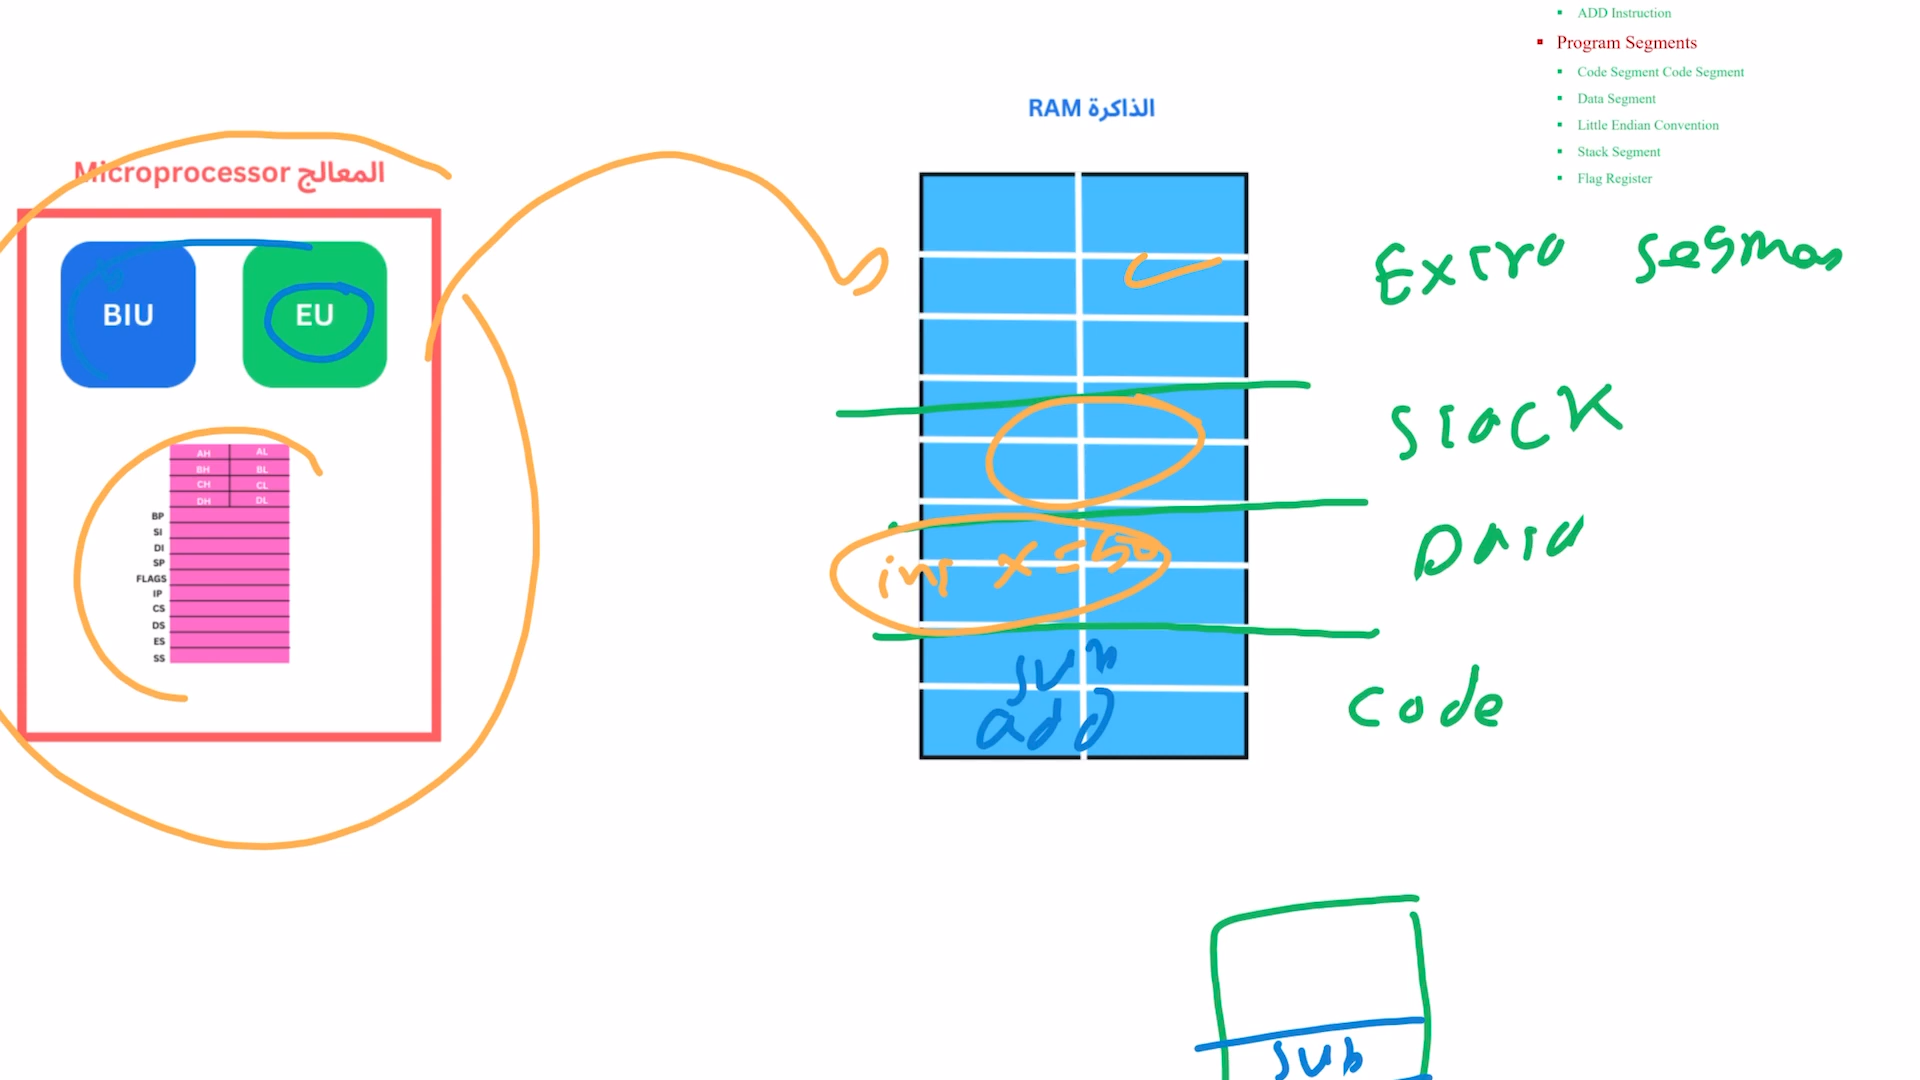 ADD Instruction
Program Segments
Code Segment Code Segment
Data Segment
Little Endian Convention
Stack Segment
Flag Register
الذاكرة RAM
المعالج Microprocessor
BIU EU
AH AL
BH BL
CH CL
DH DL
BP
SI
DI
SP
FLAGS
IP
CS
DS
ES
SS
Extra
Stack
Data
int x = 50
Code
sub
add
sub